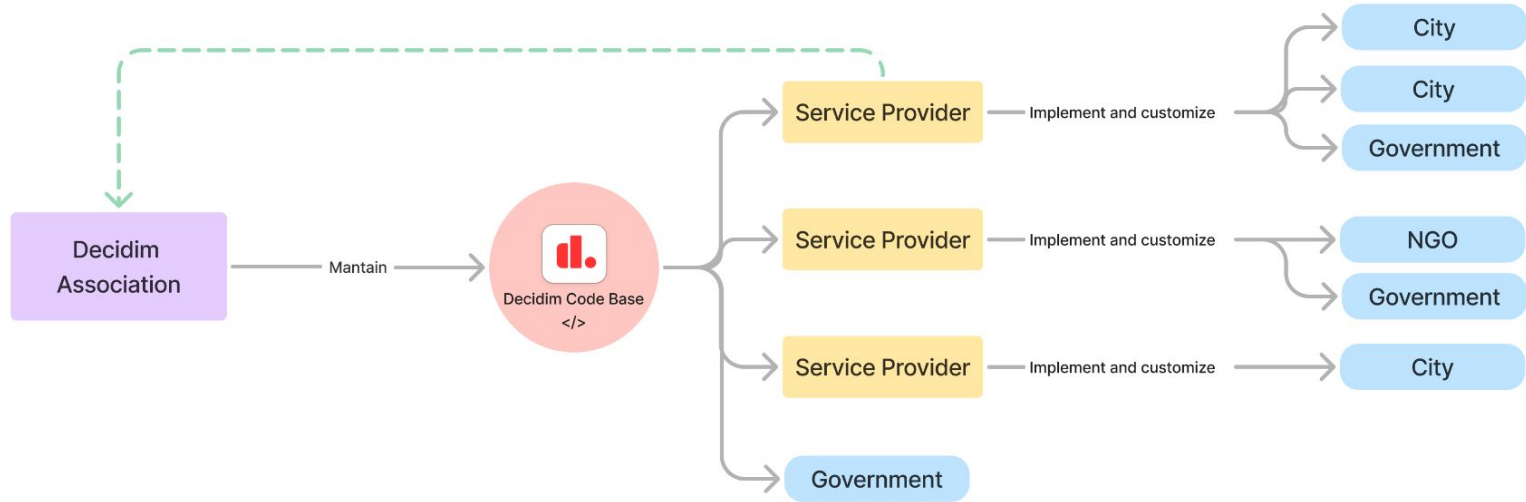 City
City
Service Provider
Implement and customize
Government
Decidim
Association
Mantain
Decidim Code Base
</>
Service Provider
Implement and customize
NGO
Government
Service Provider
Implement and customize
City
Government